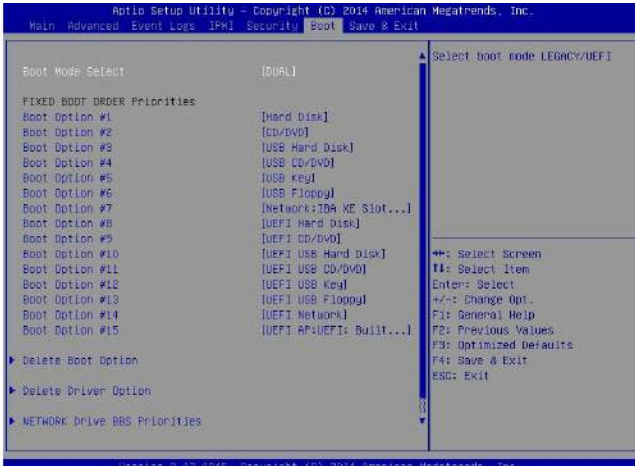 Aptio Setup Utility - Copyright (C) 2014 American Megatrends, Inc.
Main Advanced Event Logs IPMI Security Boot Save & Exit
Boot Mode Select [DUAL]
Select boot mode LEGACY/UEFI
FIXED BOOT ORDER Priorities
Boot Option #1 [Hard Disk]
Boot Option #2 [CD/DVD]
Boot Option #3 [USB Hard Disk]
Boot Option #4 [USB CD/DVD]
Boot Option #5 [USB Key]
Boot Option #6 [USB Floppy]
Boot Option #7 [Network:IBA XE Slot...]
Boot Option #8 [UEFI Hard Disk]
Boot Option #9 [UEFI CD/DVD]
Boot Option #10 [UEFI USB Hard Disk]
Boot Option #11 [UEFI USB CD/DVD]
Boot Option #12 [UEFI USB Key]
Boot Option #13 [UEFI USB Floppy]
Boot Option #14 [UEFI Network]
Boot Option #15 [UEFI AP:UEFI: Built...]
Delete Boot Option
Delete Driver Option
NETWORK Drive BBS Priorities
→←: Select Screen
↑↓: Select Item
Enter: Select
+/-: Change Opt.
F1: General Help
F2: Previous Values
F3: Optimized Defaults
F4: Save & Exit
ESC: Exit
Copyright (C) 2014 American Megatrends, Inc.